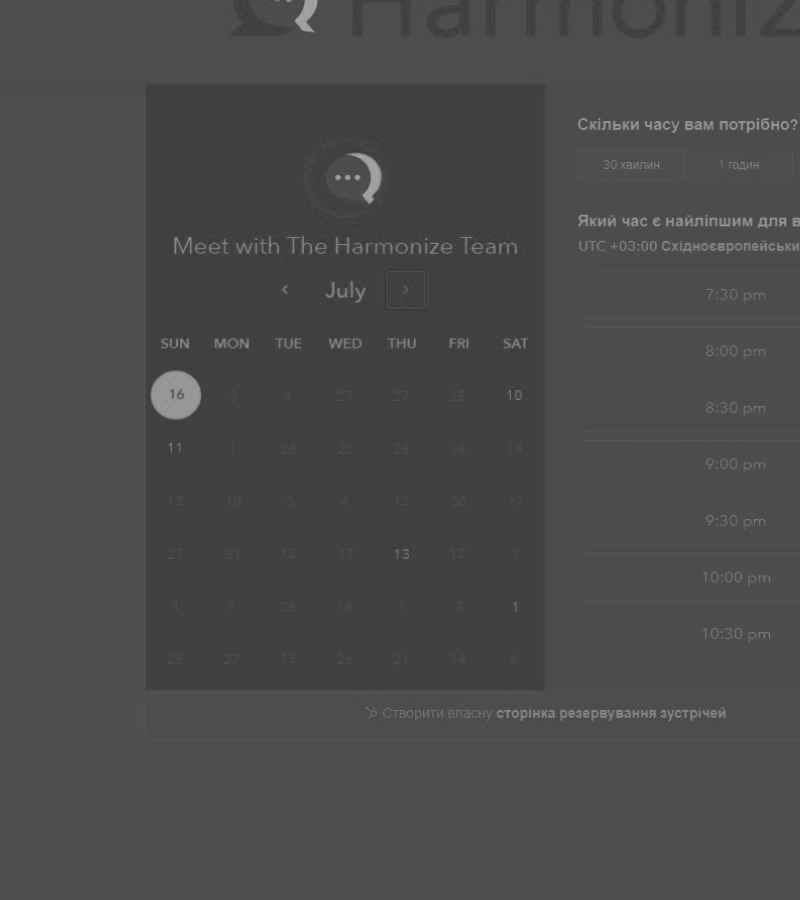 Harmonize
Meet with The Harmonize Team
July
SUN MON TUE WED THU FRI SAT
16 3 4 27 27 25 10
11 1 26 22 26 18 14
12 10 3 4 12 30 17
27 31 12 17 13 12 1
1 7 28 18 1 3 1
25 27 13 26 21 14 6
Скільки часу вам потрібно?
30 хвилин 1 годин
Який час є найліпшим для в
UTC +03:00 Східноєвропейськи
7:30 pm
8:00 pm
8:30 pm
9:00 pm
9:30 pm
10:00 pm
10:30 pm
Створити власну сторінка резервування зустрічей